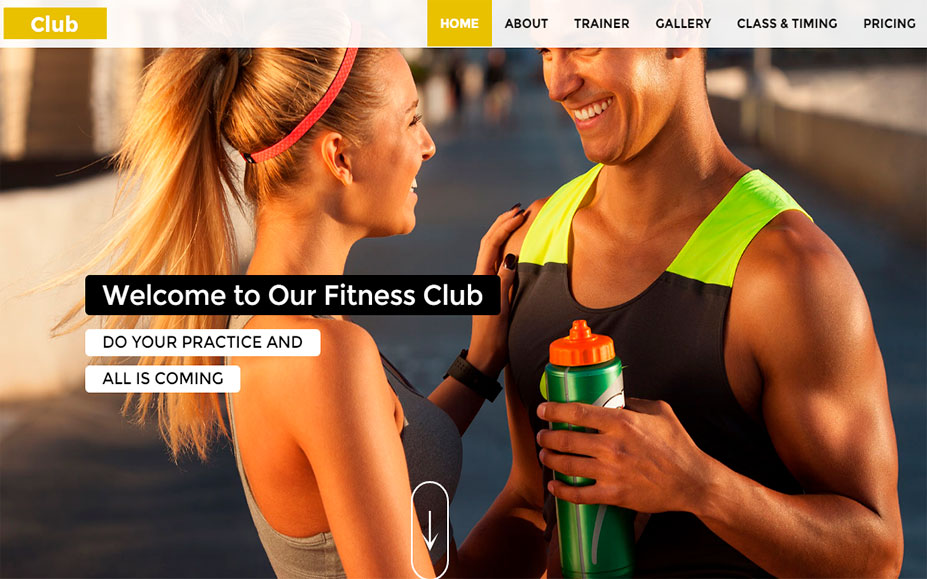 Club
HOME ABOUT TRAINER GALLERY CLASS & TIMING PRICING
Welcome to Our Fitness Club
DO YOUR PRACTICE AND
ALL IS COMING